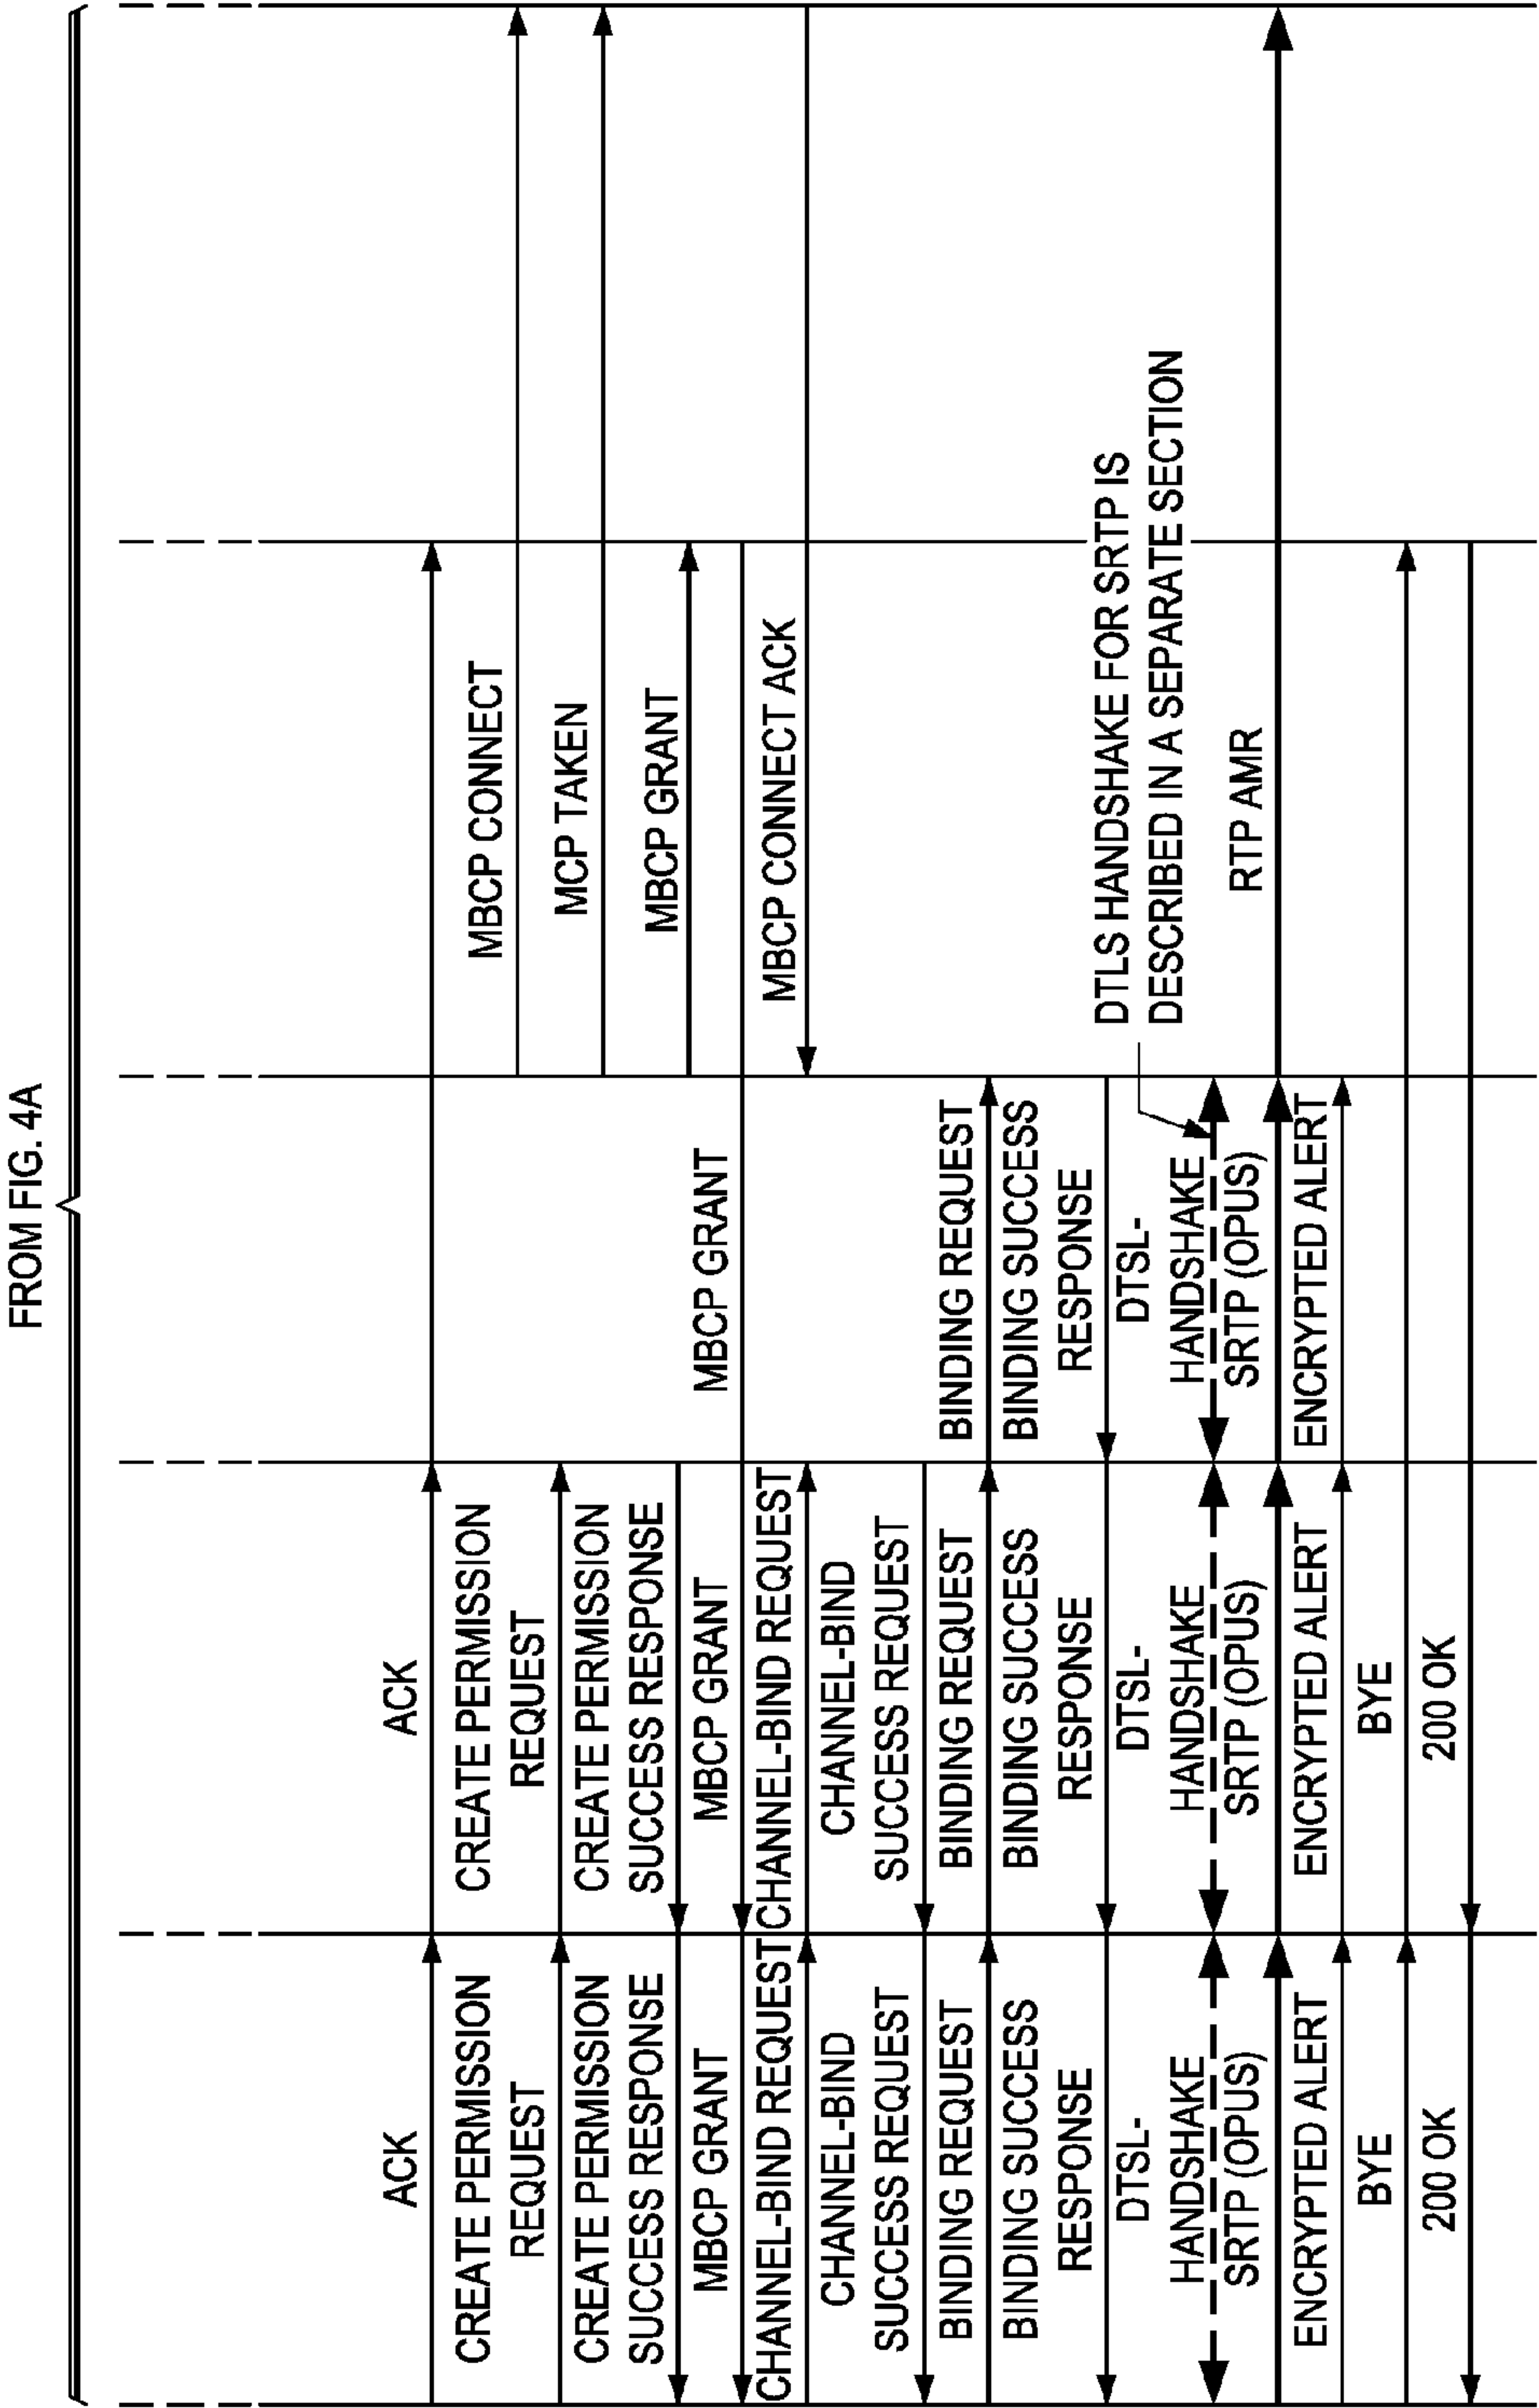 FROM FIG. 4A
ACK
CREATE PERMISSION
REQUEST
CREATE PERMISSION
SUCCESS RESPONSE
MBCP GRANT
CHANNEL-BIND REQUEST
CHANNEL-BIND
SUCCESS REQUEST
BINDING REQUEST
BINDING SUCCESS
RESPONSE
DTSL-
HANDSHAKE
SRTP (OPUS)
ENCRYPTED ALERT
BYE
200 OK
ACK
CREATE PERMISSION
REQUEST
CREATE PERMISSION
SUCCESS RESPONSE
MBCP GRANT
CHANNEL-BIND REQUEST
CHANNEL-BIND
SUCCESS REQUEST
BINDING REQUEST
BINDING SUCCESS
RESPONSE
DTSL-
HANDSHAKE
SRTP (OPUS)
ENCRYPTED ALERT
BYE
200 OK
MBCP GRANT
BINDING REQUEST
BINDING SUCCESS
RESPONSE
DTSL-
HANDSHAKE
SRTP (OPUS)
ENCRYPTED ALERT
MBCP CONNECT
MCP TAKEN
MBCP GRANT
MBCP CONNECT ACK
DTLS HANDSHAKE FOR SRTP IS
DESCRIBED IN A SEPARATE SECTION
RTP AMR